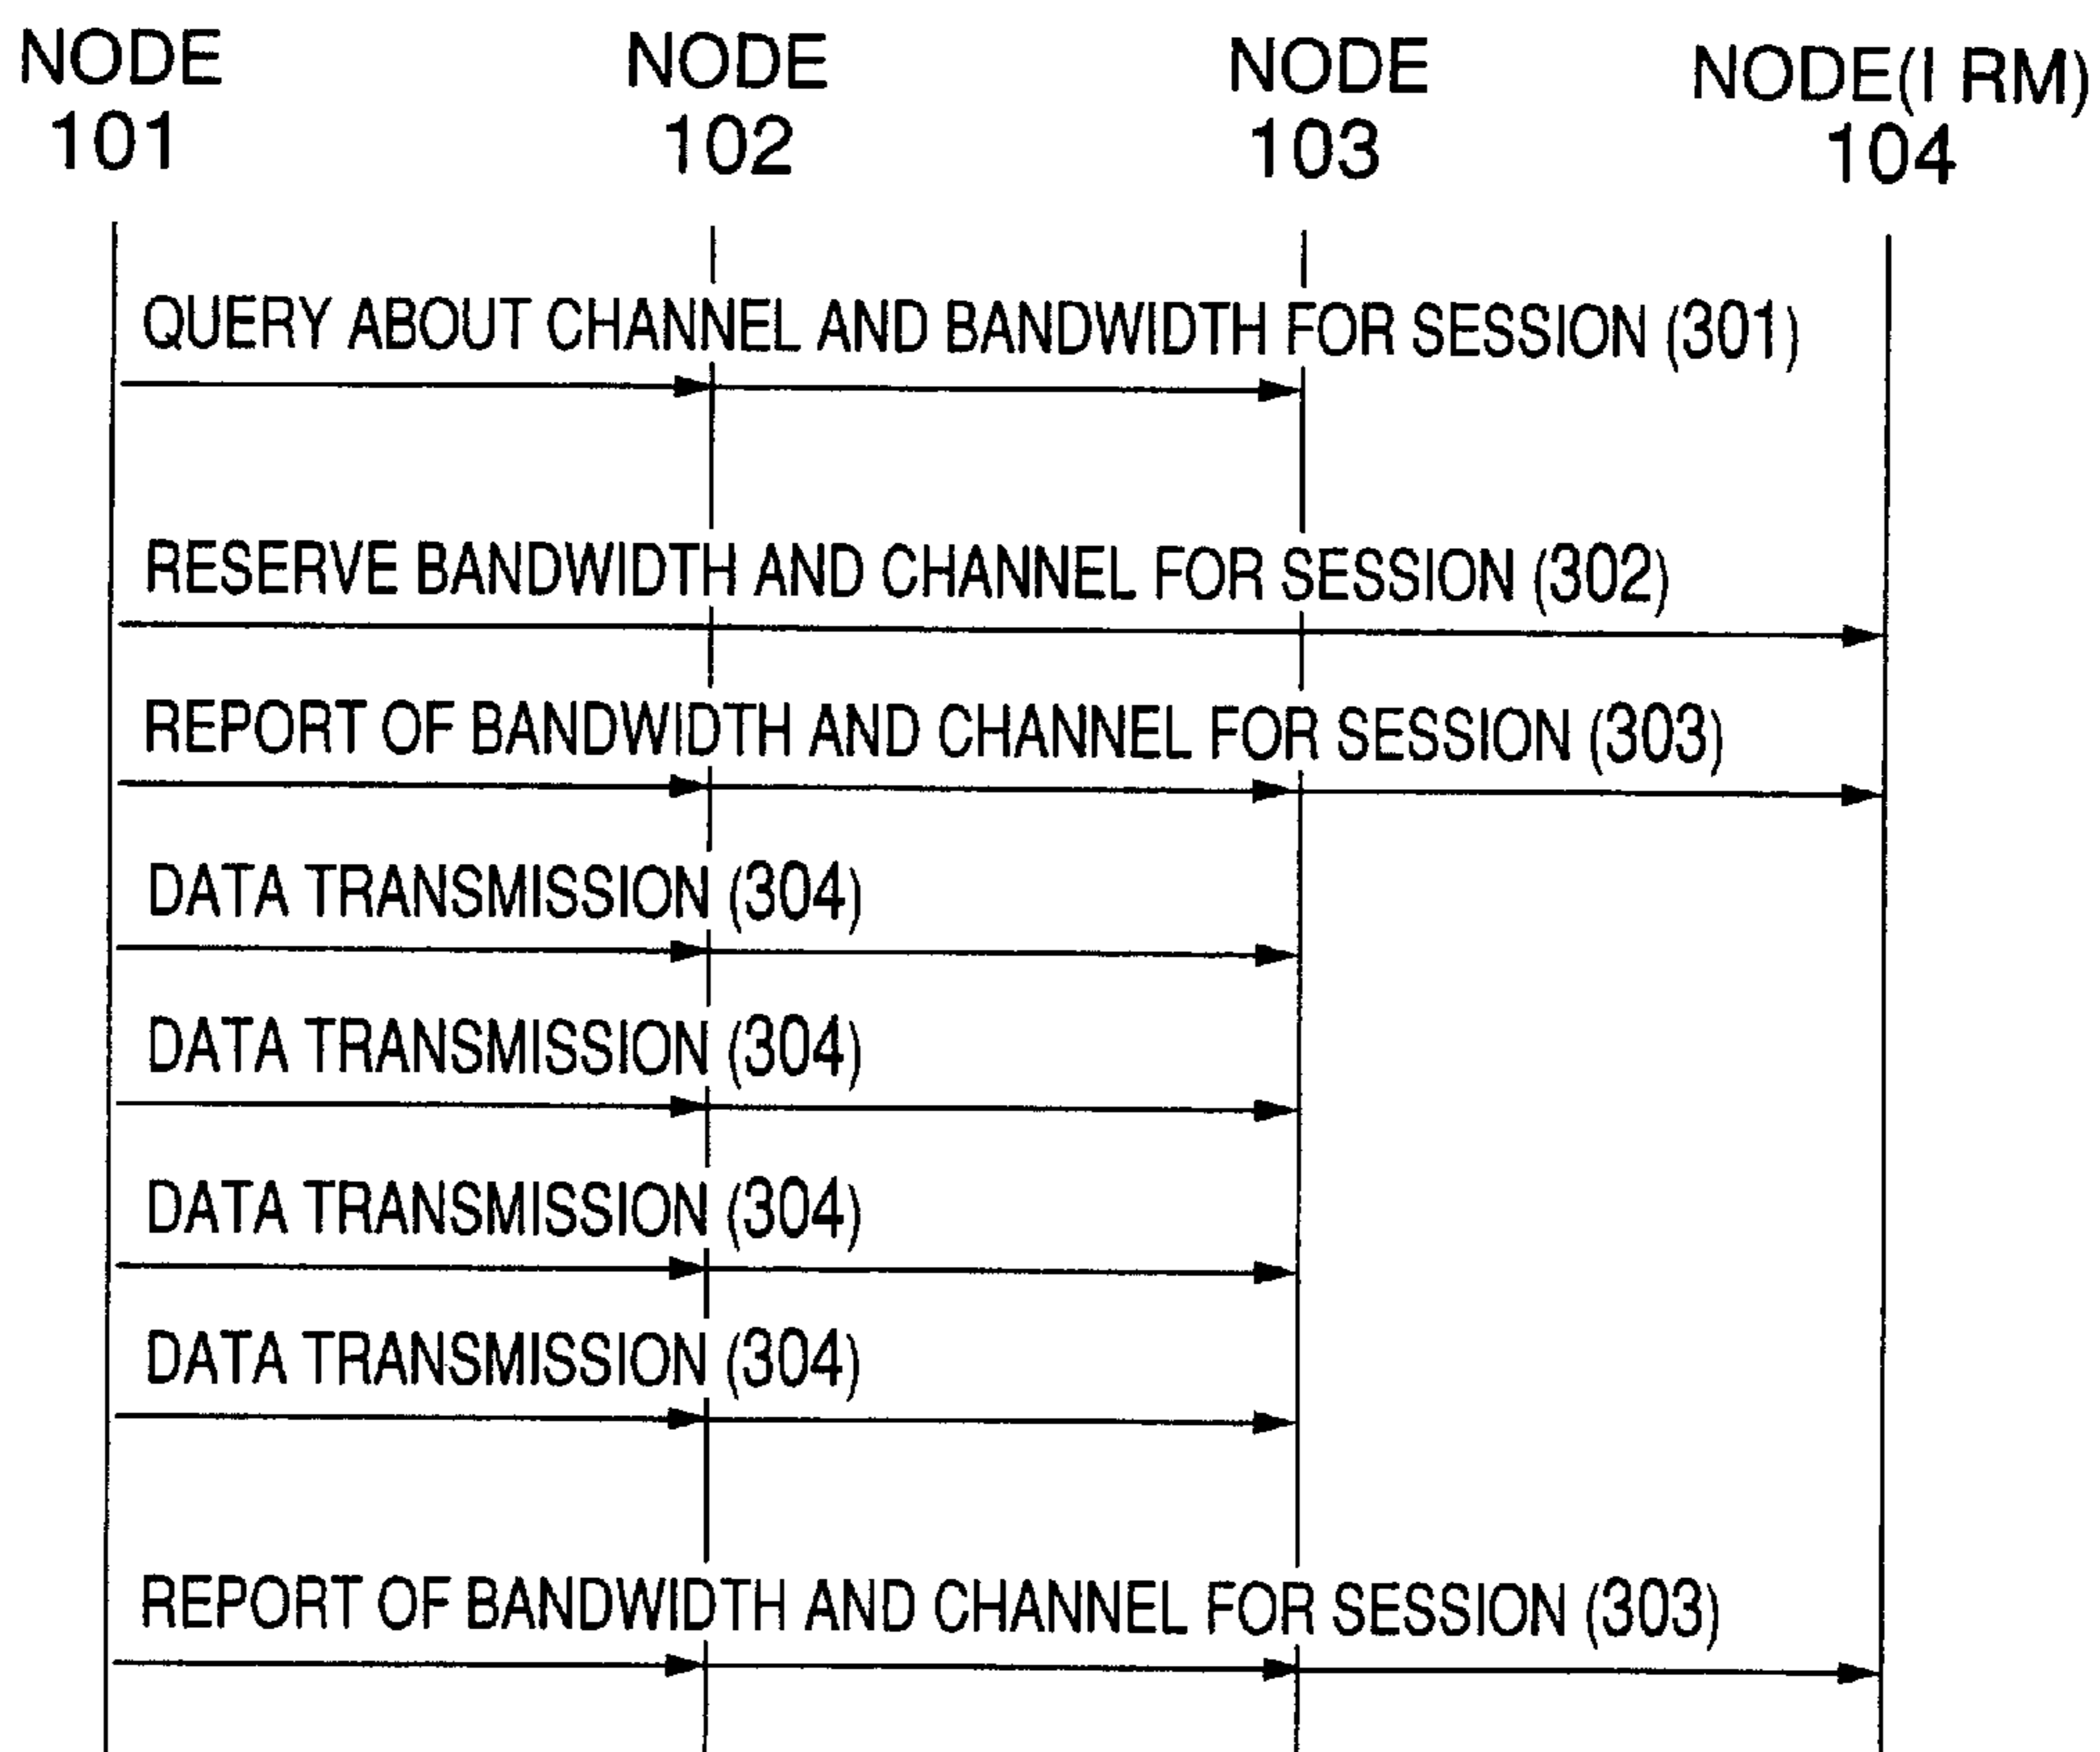 NODE
101
NODE
102
NODE
103
NODE(I RM)
104
QUERY ABOUT CHANNEL AND BANDWIDTH FOR SESSION (301)
RESERVE BANDWIDTH AND CHANNEL FOR SESSION (302)
REPORT OF BANDWIDTH AND CHANNEL FOR SESSION (303)
DATA TRANSMISSION (304)
DATA TRANSMISSION (304)
DATA TRANSMISSION (304)
DATA TRANSMISSION (304)
REPORT OF BANDWIDTH AND CHANNEL FOR SESSION (303)